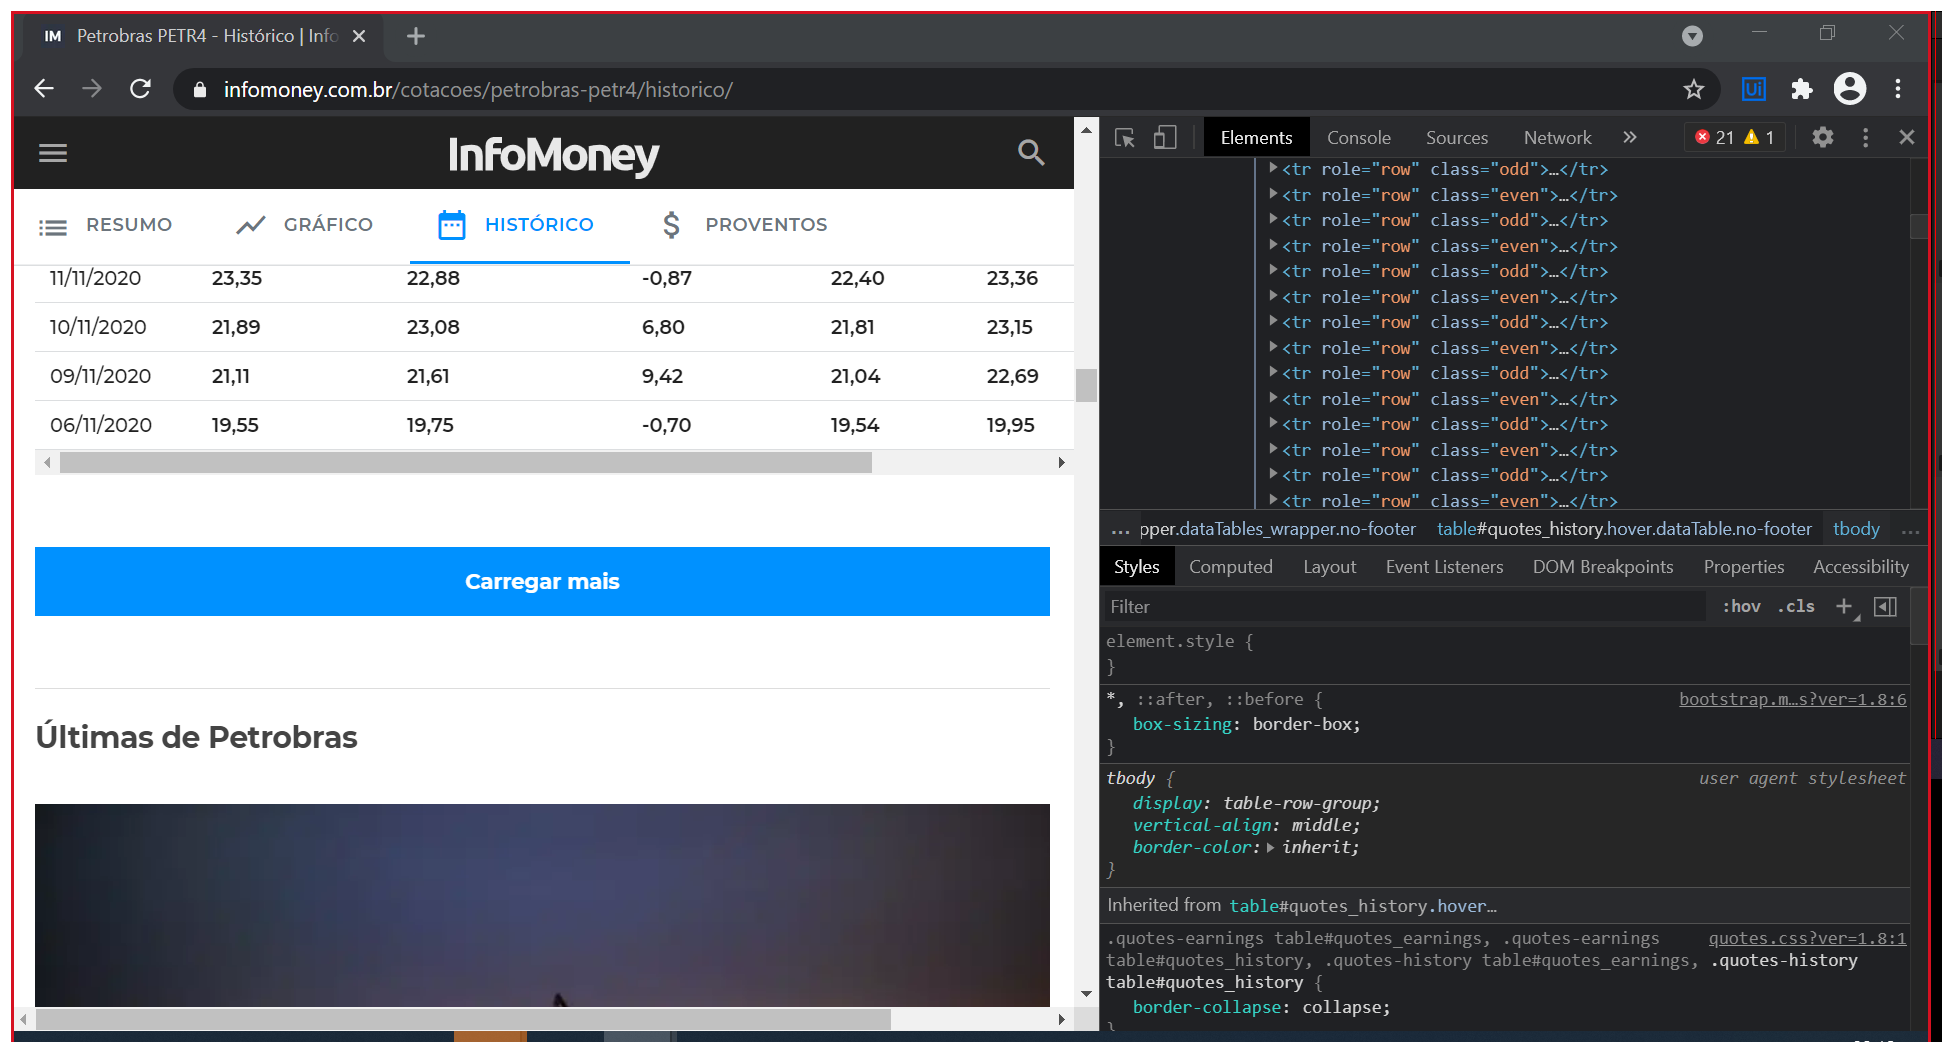 IM Petrobras PETR4 - Histórico | Info
infomoney.com.br/cotacoes/petrobras-petr4/historico/
Ui
InfoMoney
RESUMO GRÁFICO HISTÓRICO PROVENTOS
11/11/2020 23,35 22,88 -0,87 22,40 23,36
10/11/2020 21,89 23,08 6,80 21,81 23,15
09/11/2020 21,11 21,61 9,42 21,04 22,69
06/11/2020 19,55 19,75 -0,70 19,54 19,95
Carregar mais
Últimas de Petrobras
Elements Console Sources Network » 21 1
<tr role="row" class="odd">…</tr>
<tr role="row" class="even">…</tr>
<tr role="row" class="odd">…</tr>
<tr role="row" class="even">…</tr>
<tr role="row" class="odd">…</tr>
<tr role="row" class="even">…</tr>
<tr role="row" class="odd">…</tr>
<tr role="row" class="even">…</tr>
<tr role="row" class="odd">…</tr>
<tr role="row" class="even">…</tr>
<tr role="row" class="odd">…</tr>
<tr role="row" class="even">…</tr>
<tr role="row" class="odd">…</tr>
<tr role="row" class="even">…</tr>
... pper.dataTables_wrapper.no-footer table#quotes_history.hover.dataTable.no-footer tbody ...
Styles Computed Layout Event Listeners DOM Breakpoints Properties Accessibility
Filter :hov .cls +
element.style {
}
*, ::after, ::before { bootstrap.m…s?ver=1.8:6
box-sizing: border-box;
}
tbody { user agent stylesheet
display: table-row-group;
vertical-align: middle;
border-color: inherit;
}
Inherited from table#quotes_history.hover…
.quotes-earnings table#quotes_earnings, .quotes-earnings quotes.css?ver=1.8:1
table#quotes_history, .quotes-history table#quotes_earnings, .quotes-history
table#quotes_history {
border-collapse: collapse;
}